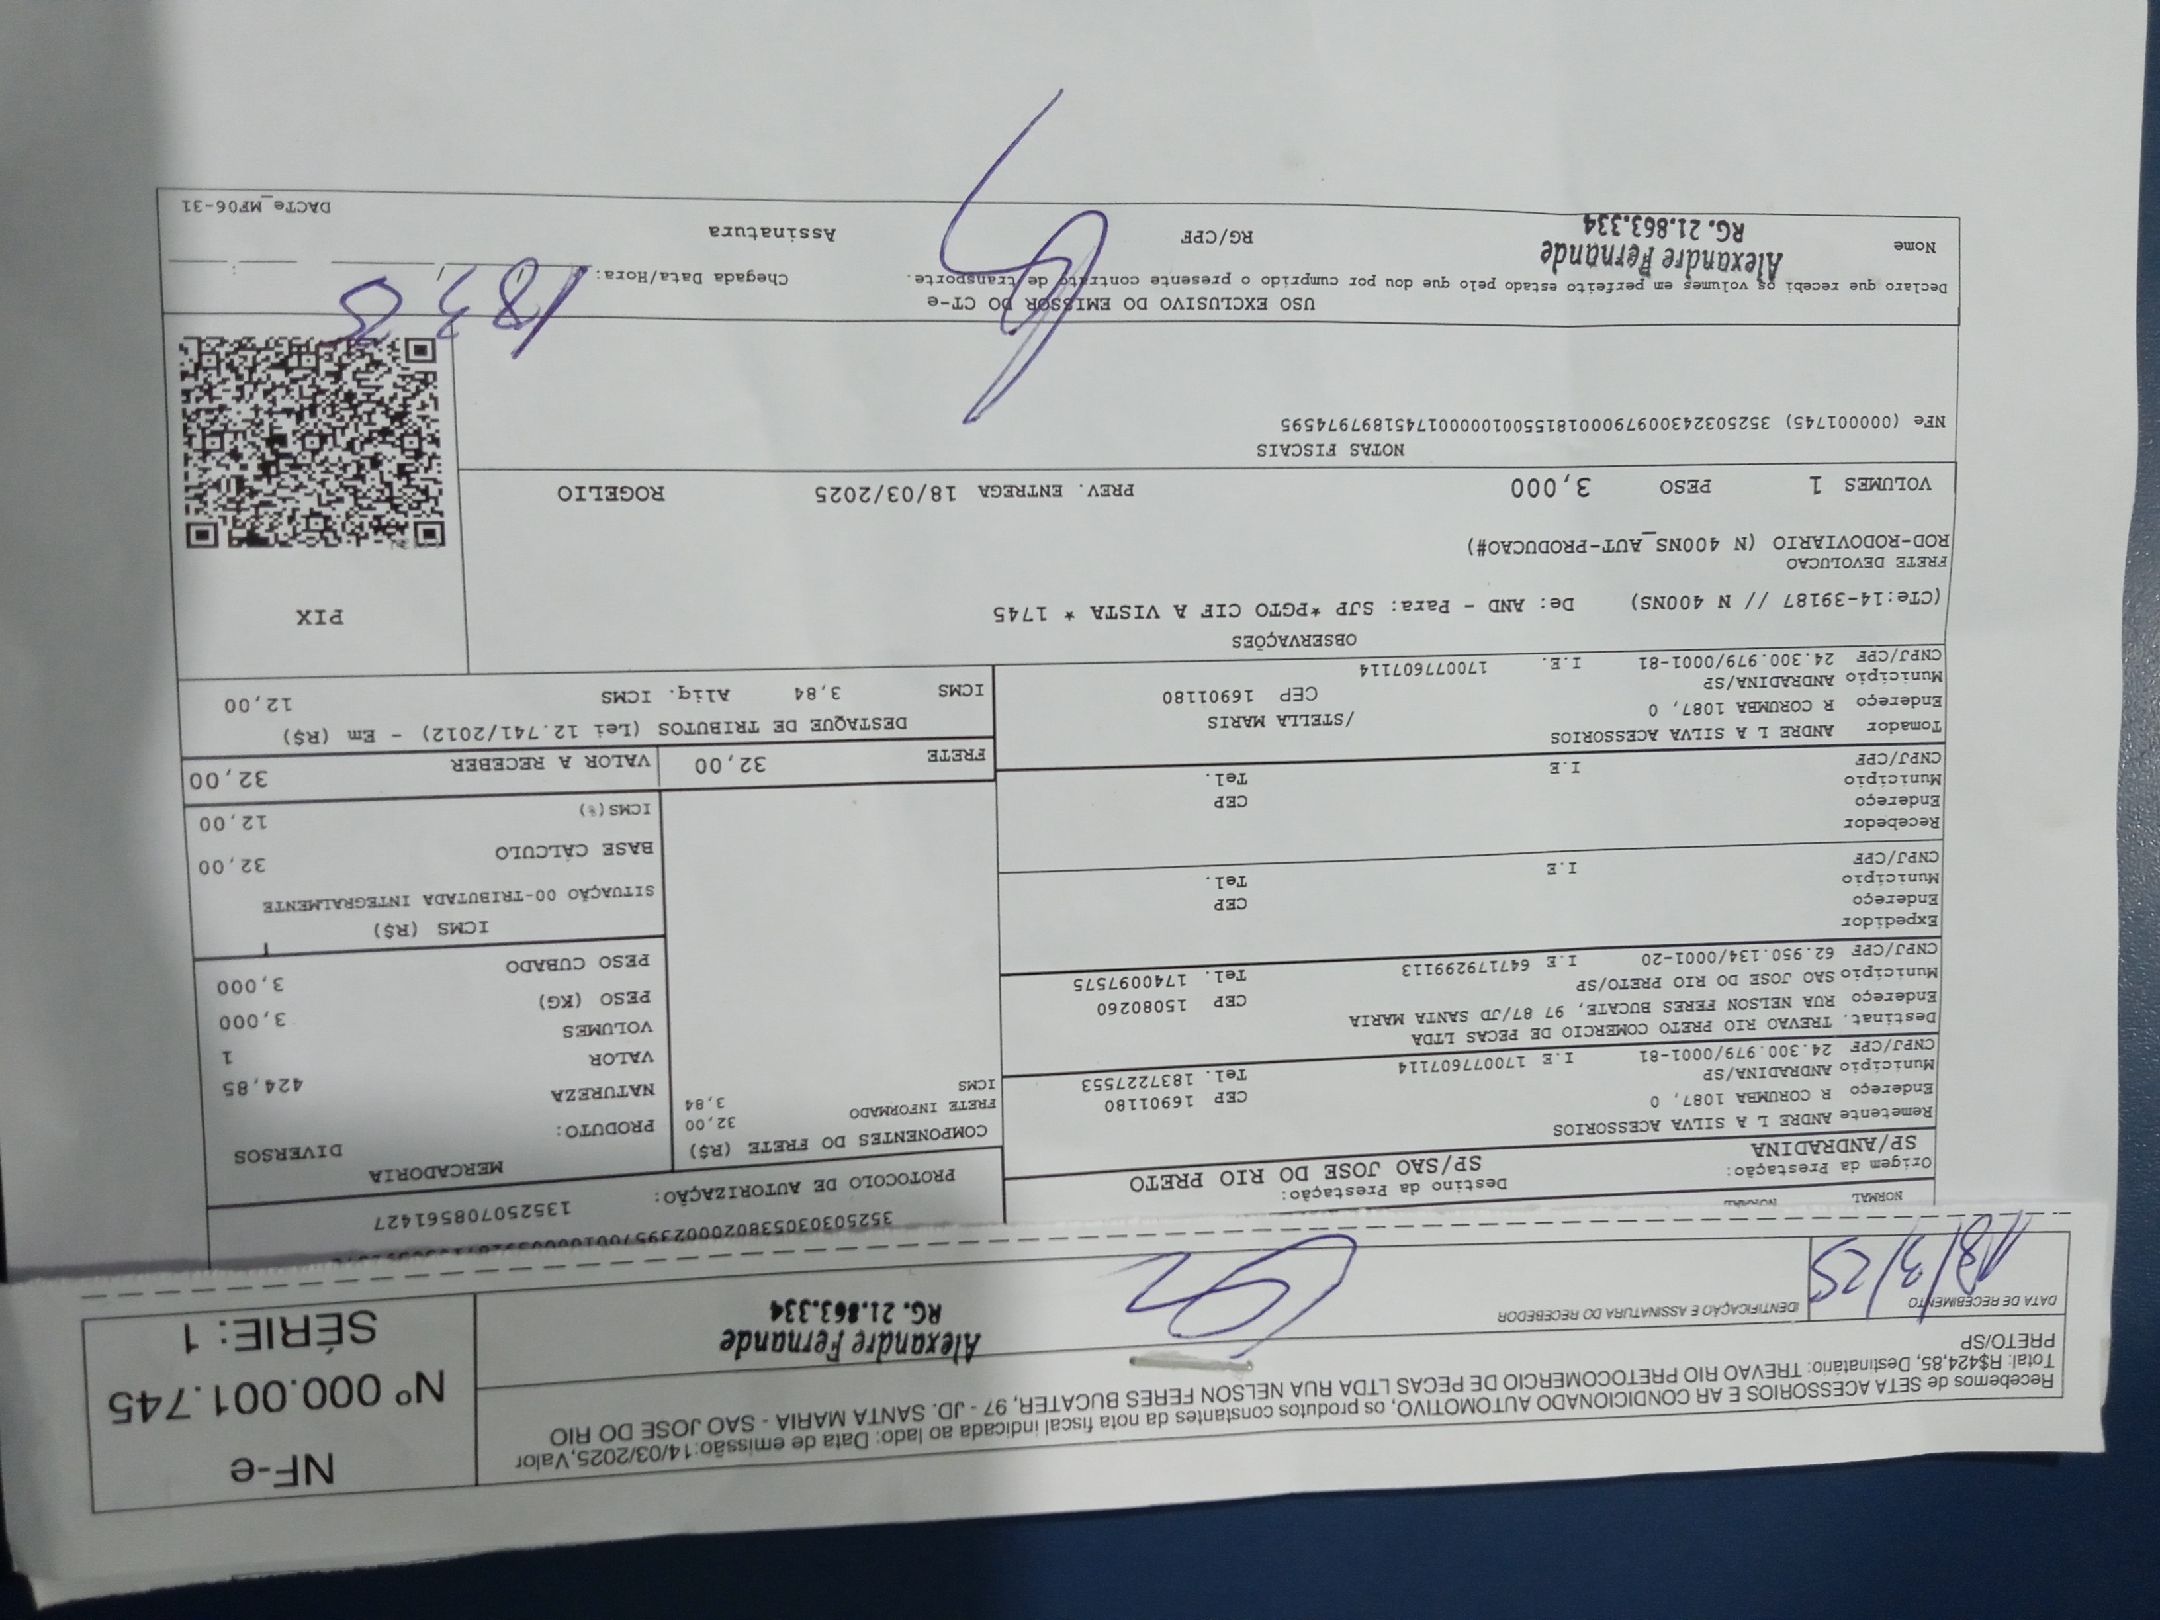 Recebemos de SETA ACESSORIOS E AR CONDICIONADO AUTOMOTIVO, os produtos constantes da nota fiscal indicada ao lado: Data de emissão:14/03/2025,Valor
Total: R$424,85, Destinatário: TREVAO RIO PRETOCOMERCIO DE PECAS LTDA RUA NELSON FERES BUCATER, 97 - JD. SANTA MARIA - SAO JOSE DO RIO
PRETO/SP
NF-e
Nº 000.001.745
SÉRIE: 1
DATA DE RECEBIMENTO
18/3/25
IDENTIFICAÇÃO E ASSINATURA DO RECEBEDOR
Alexandre Fernande
RG. 21.863.334
NORMAL
PROTOCOLO DE AUTORIZAÇÃO:
135250708561427
Origem da Prestação:
SP/ANDRADINA
Destino da Prestação:
SP/SAO JOSE DO RIO PRETO
Remetente ANDRE L A SILVA ACESSORIOS
Endereço R CORUMBA 1087, 0
CEP 16901180
Município ANDRADINA/SP
Tel. 1837227553
CNPJ/CPF 24.300.979/0001-81 I.E 170077607114
Destinat. TREVAO RIO PRETO COMERCIO DE PECAS LTDA
Endereço RUA NELSON FERES BUCATE, 97 87/JD SANTA MARIA
CEP 15080260
Município SAO JOSE DO RIO PRETO/SP
Tel. 1740097575
CNPJ/CPF 62.950.134/0001-20 I.E 647179299113
Expedidor
Endereço
CEP
Município
Tel.
CNPJ/CPF I.E
Recebedor
Endereço
CEP
Município
Tel.
CNPJ/CPF I.E
Tomador ANDRE L A SILVA ACESSORIOS
Endereço R CORUMBA 1087, 0 /STELLA MARIS
Município ANDRADINA/SP CEP 16901180
CNPJ/CPF 24.300.979/0001-81 I.E. 170077607114
COMPONENTES DO FRETE (R$)
FRETE INFORMADO 32,00
ICMS 3,84
MERCADORIA
PRODUTO: DIVERSOS
NATUREZA
VALOR 424,85
VOLUMES 1
PESO (KG) 3,000
PESO CUBADO 3,000
ICMS (R$)
SITUAÇÃO 00-TRIBUTADA INTEGRALMENTE
BASE CÁLCULO 32,00
ICMS(%) 12,00
FRETE 32,00 VALOR A RECEBER 32,00
DESTAQUE DE TRIBUTOS (Lei 12.741/2012) - Em (R$)
ICMS 3,84 Aliq. ICMS 12,00
OBSERVAÇÕES
(CTe:14-39187 // N 400NS) De: AND - Para: SJP *PGTO CIF A VISTA * 1745
FRETE DEVOLUCAO
ROD-RODOVIARIO (N 400NS_AUT-PRODUCAO#)
PIX
VOLUMES 1 PESO 3,000 PREV. ENTREGA 18/03/2025 ROGELIO
NOTAS FISCAIS
NFe (000001745) 35250324300979000181550010000017451897974595
USO EXCLUSIVO DO EMISSOR DO CT-e
Declaro que recebi os volumes em perfeito estado pelo que dou por cumprido o presente contrato de transporte.
Chegada Data/Hora: 18 3 25
Nome
Alexandre Fernande
RG. 21.863.334
RG/CPF
Assinatura
DACTe_MF06-31